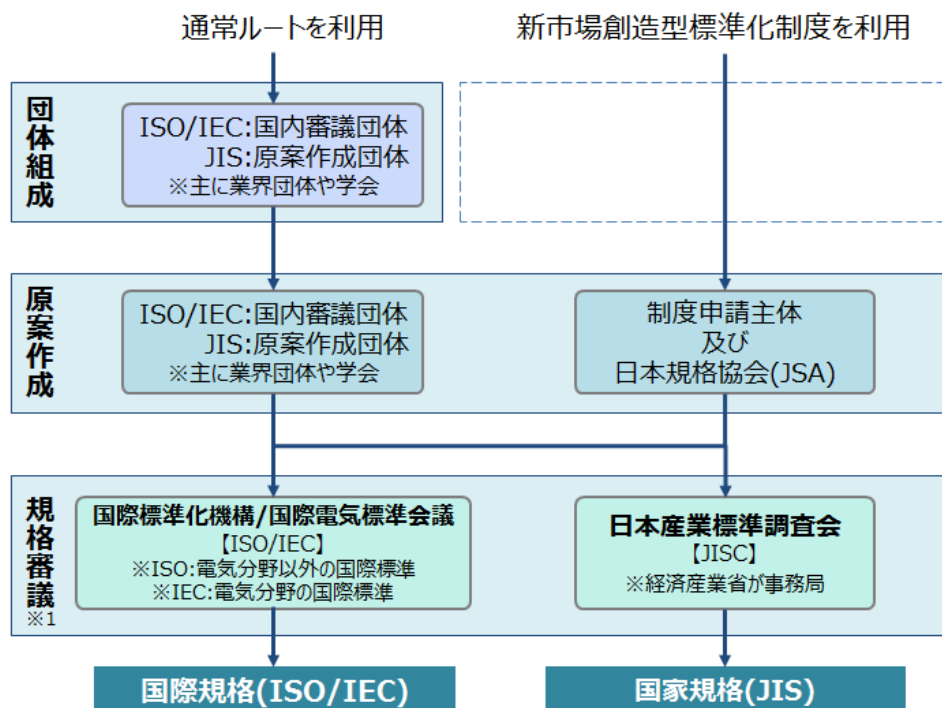 通常ルートを利用
新市場創造型標準化制度を利用
団体組成
ISO/IEC:国内審議団体
JIS:原案作成団体
※主に業界団体や学会
原案作成
ISO/IEC:国内審議団体
JIS:原案作成団体
※主に業界団体や学会
制度申請主体
及び
日本規格協会(JSA)
規格審議
※1
国際標準化機構/国際電気標準会議
【ISO/IEC】
※ISO:電気分野以外の国際標準
※IEC:電気分野の国際標準
日本産業標準調査会
【JISC】
※経済産業省が事務局
国際規格(ISO/IEC)
国家規格(JIS)